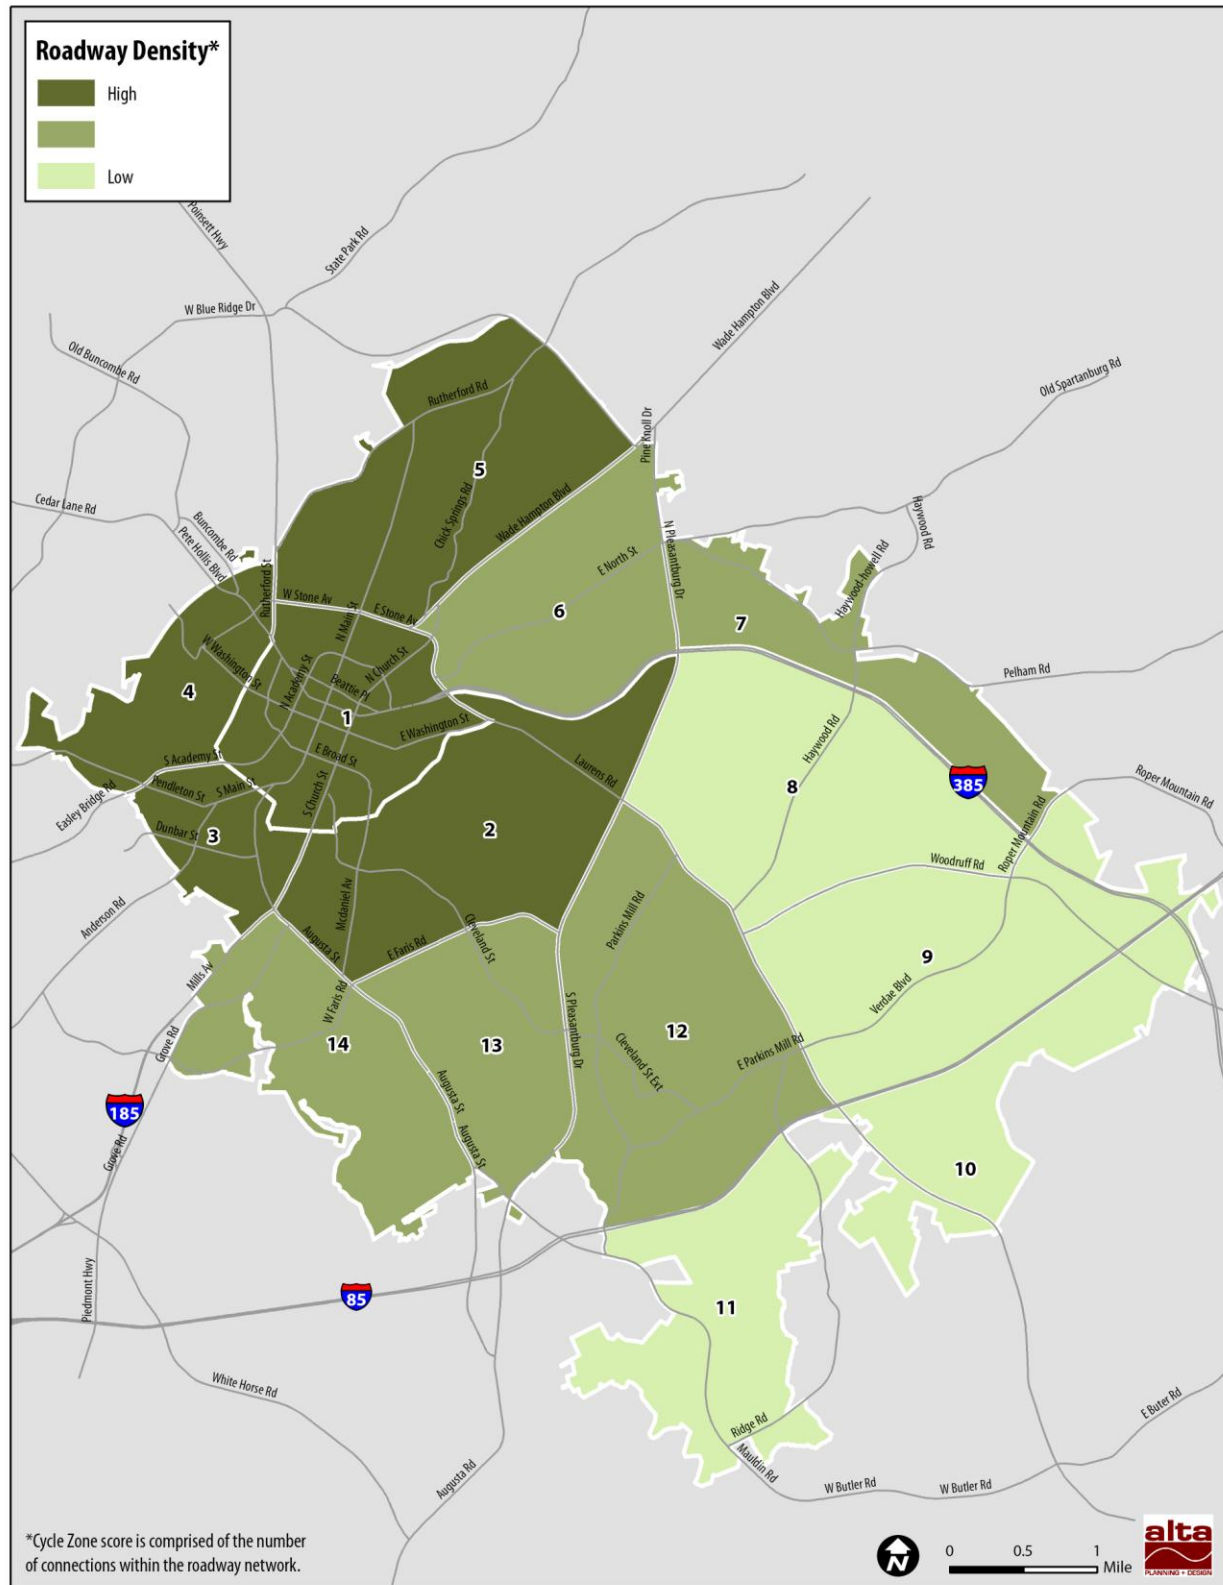 Roadway Density*
High
Low
Poinsett Hwy
State Park Rd
W Blue Ridge Dr
Old Buncombe Rd
Wade Hampton Blvd
Old Spartanburg Rd
Rutherford Rd
Pine Knoll Dr
5
Chick Springs Rd
Wade Hampton Blvd
Cedar Lane Rd
Buncombe Rd
Pete Hollis Blvd
Haywood Rd
N Pleasantburg Dr
E North St
Haywood-howell Rd
Rutherford St
W Stone Av
E Stone Av
N Main St
6
7
W Washington St
N Academy St
N Church St
Beattie Pl
Pelham Rd
4
1
E Washington St
E Broad St
S Academy St
Pendleton St
S Main St
S Church St
Laurens Rd
Haywood Rd
8
385
Roper Mountain Rd
Roper Mountain Rd
Easley Bridge Rd
Dunbar St
3
2
Woodruff Rd
Anderson Rd
Mcdaniel Av
Cleveland St
Parkins Mill Rd
Augusta St
E Faris Rd
Mills Av
9
Verdae Blvd
W Faris Rd
S Pleasantburg Dr
Grove Rd
14
13
12
Cleveland St Ext
E Parkins Mill Rd
Augusta St
185
Augusta St
Grove Rd
10
Piedmont Hwy
85
11
White Horse Rd
Ridge Rd
Mauldin Rd
E Buter Rd
Augusta Rd
W Butler Rd
W Butler Rd
*Cycle Zone score is comprised of the number
of connections within the roadway network.
N
0 0.5 1
Mile
alta
PLANNING + DESIGN